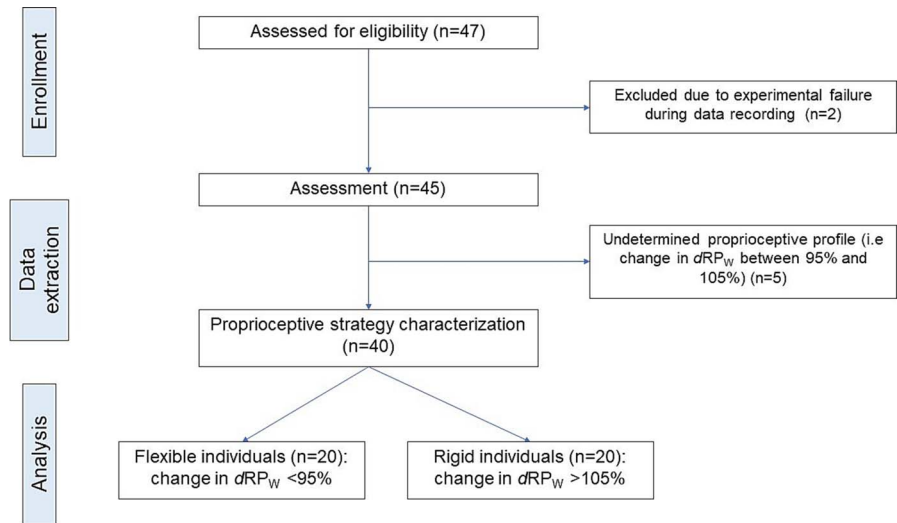 Enrollment
Assessed for eligibility (n=47)
Excluded due to experimental failure
during data recording (n=2)
Assessment (n=45)
Data
extraction
Undetermined proprioceptive profile (i.e
change in dRPW between 95% and
105%) (n=5)
Proprioceptive strategy characterization
(n=40)
Analysis
Flexible individuals (n=20):
change in dRPW <95%
Rigid individuals (n=20):
change in dRPW >105%